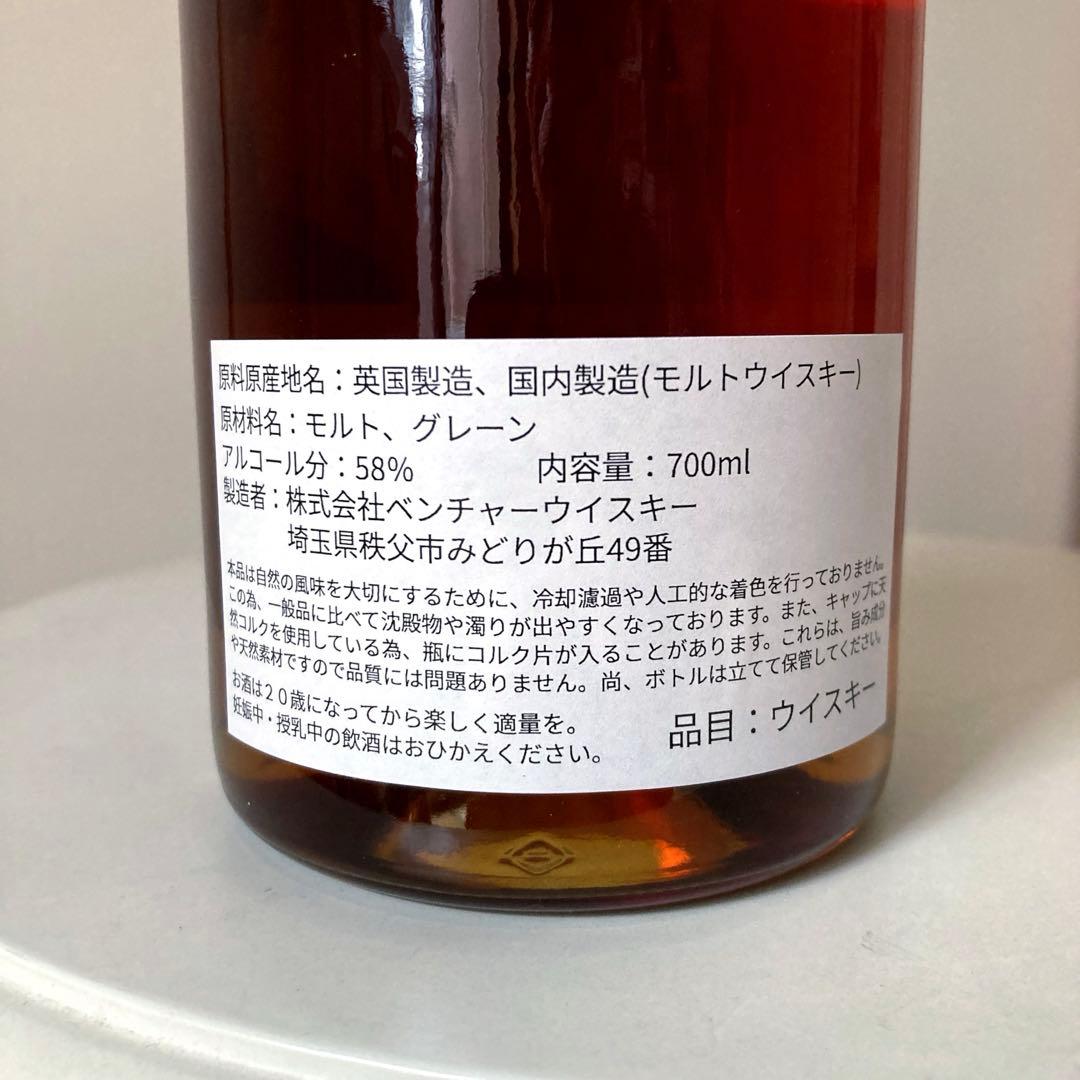 原料原産地名：英国製造、国内製造(モルトウイスキー)
原材料名：モルト、グレーン
アルコール分：58%　内容量：700ml
製造者：株式会社ベンチャーウイスキー
埼玉県秩父市みどりが丘49番
本品は自然の風味を大切にするために、冷却濾過や人工的な着色を行っておりません。
この為、一般品に比べて沈殿物や濁りが出やすくなっております。また、キャップに天
然コルクを使用している為、瓶にコルク片が入ることがあります。これらは、旨み成分
や天然素材ですので品質には問題ありません。尚、ボトルは立てて保管してください。
お酒は２０歳になってから楽しく適量を。
妊娠中・授乳中の飲酒はおひかえください。
品目：ウイスキー